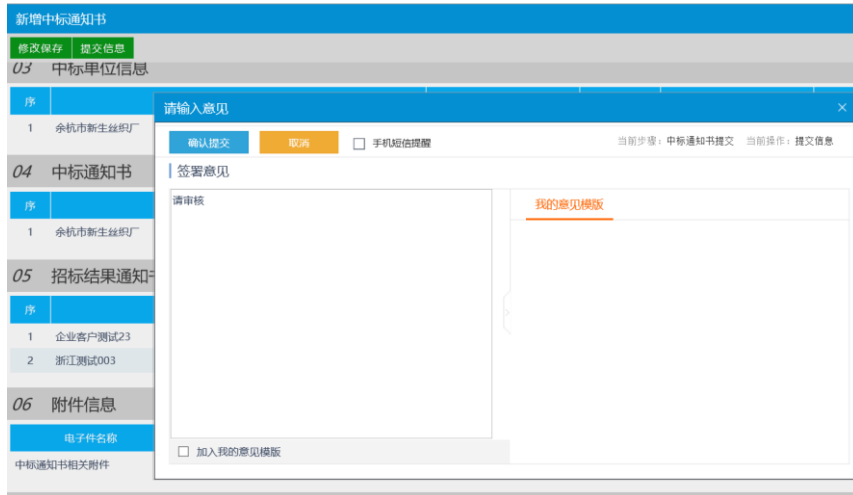 新增中标通知书
修改保存 提交信息
03 中标单位信息
序
1 余杭市新生丝织厂
04 中标通知书
序
1 余杭市新生丝织厂
05 招标结果通知书
序
1 企业客户测试23
2 浙江测试003
06 附件信息
电子件名称
中标通知书相关附件
请输入意见 ×
确认提交 取消 手机短信提醒 当前步骤：中标通知书提交 当前操作：提交信息
签署意见
请审核
我的意见模版
加入我的意见模版